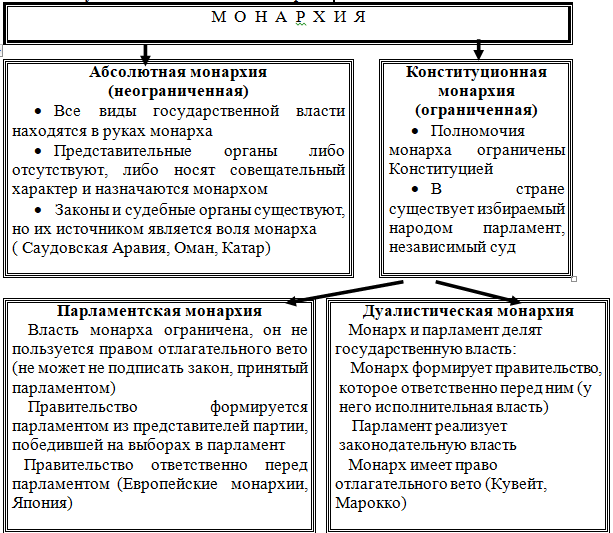 М О Н А Р Х И Я
Абсолютная монархия
(неограниченная)
• Все виды государственной власти
находятся в руках монарха
• Представительные органы либо
отсутствуют, либо носят совещательный
характер и назначаются монархом
• Законы и судебные органы существуют,
но их источником является воля монарха
( Саудовская Аравия, Оман, Катар)
Конституционная
монархия
(ограниченная)
• Полномочия
монарха ограничены
Конституцией
• В стране
существует избираемый
народом парламент,
независимый суд
Парламентская монархия
Власть монарха ограничена, он не
пользуется правом отлагательного вето
(не может не подписать закон, принятый
парламентом)
Правительство формируется
парламентом из представителей партии,
победившей на выборах в парламент
Правительство ответственно перед
парламентом (Европейские монархии,
Япония)
Дуалистическая монархия
Монарх и парламент делят
государственную власть:
Монарх формирует правительство,
которое ответственно перед ним (у
него исполнительная власть)
Парламент реализует
законодательную власть
Монарх имеет право
отлагательного вето (Кувейт,
Марокко)